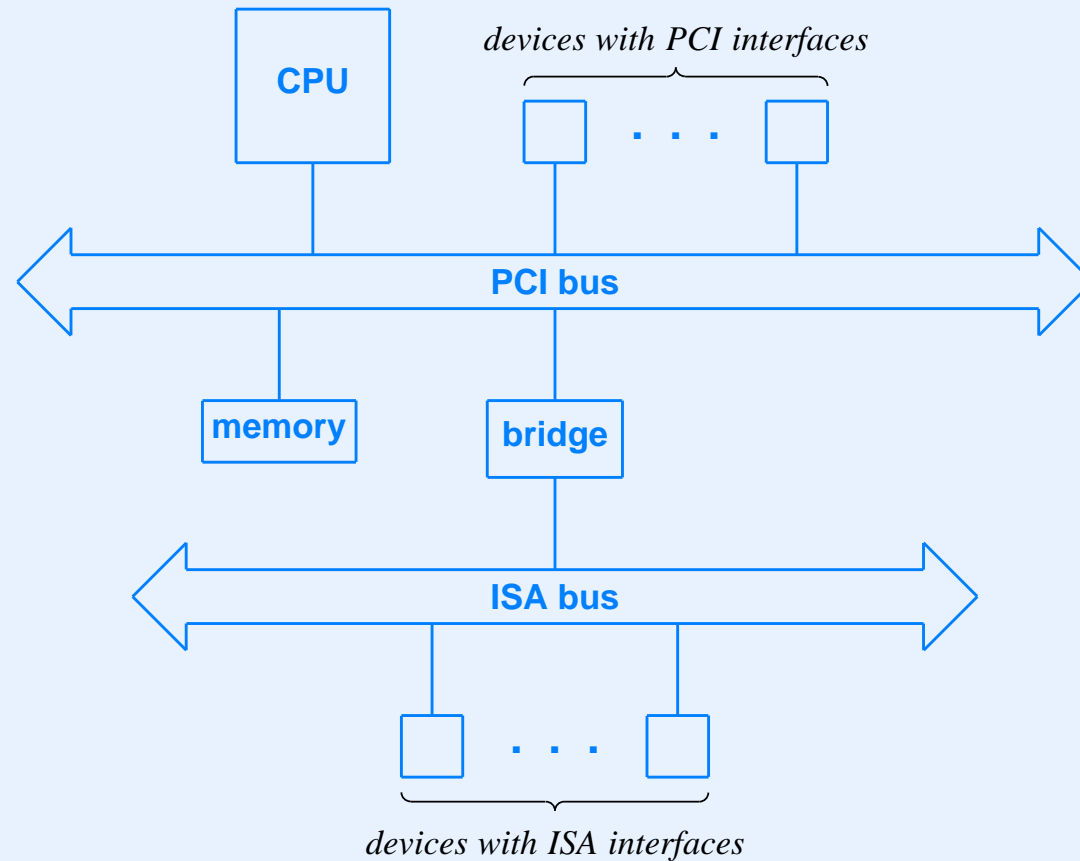 devices with PCI interfaces
CPU
. . .
PCI bus
memory
bridge
ISA bus
. . .
devices with ISA interfaces